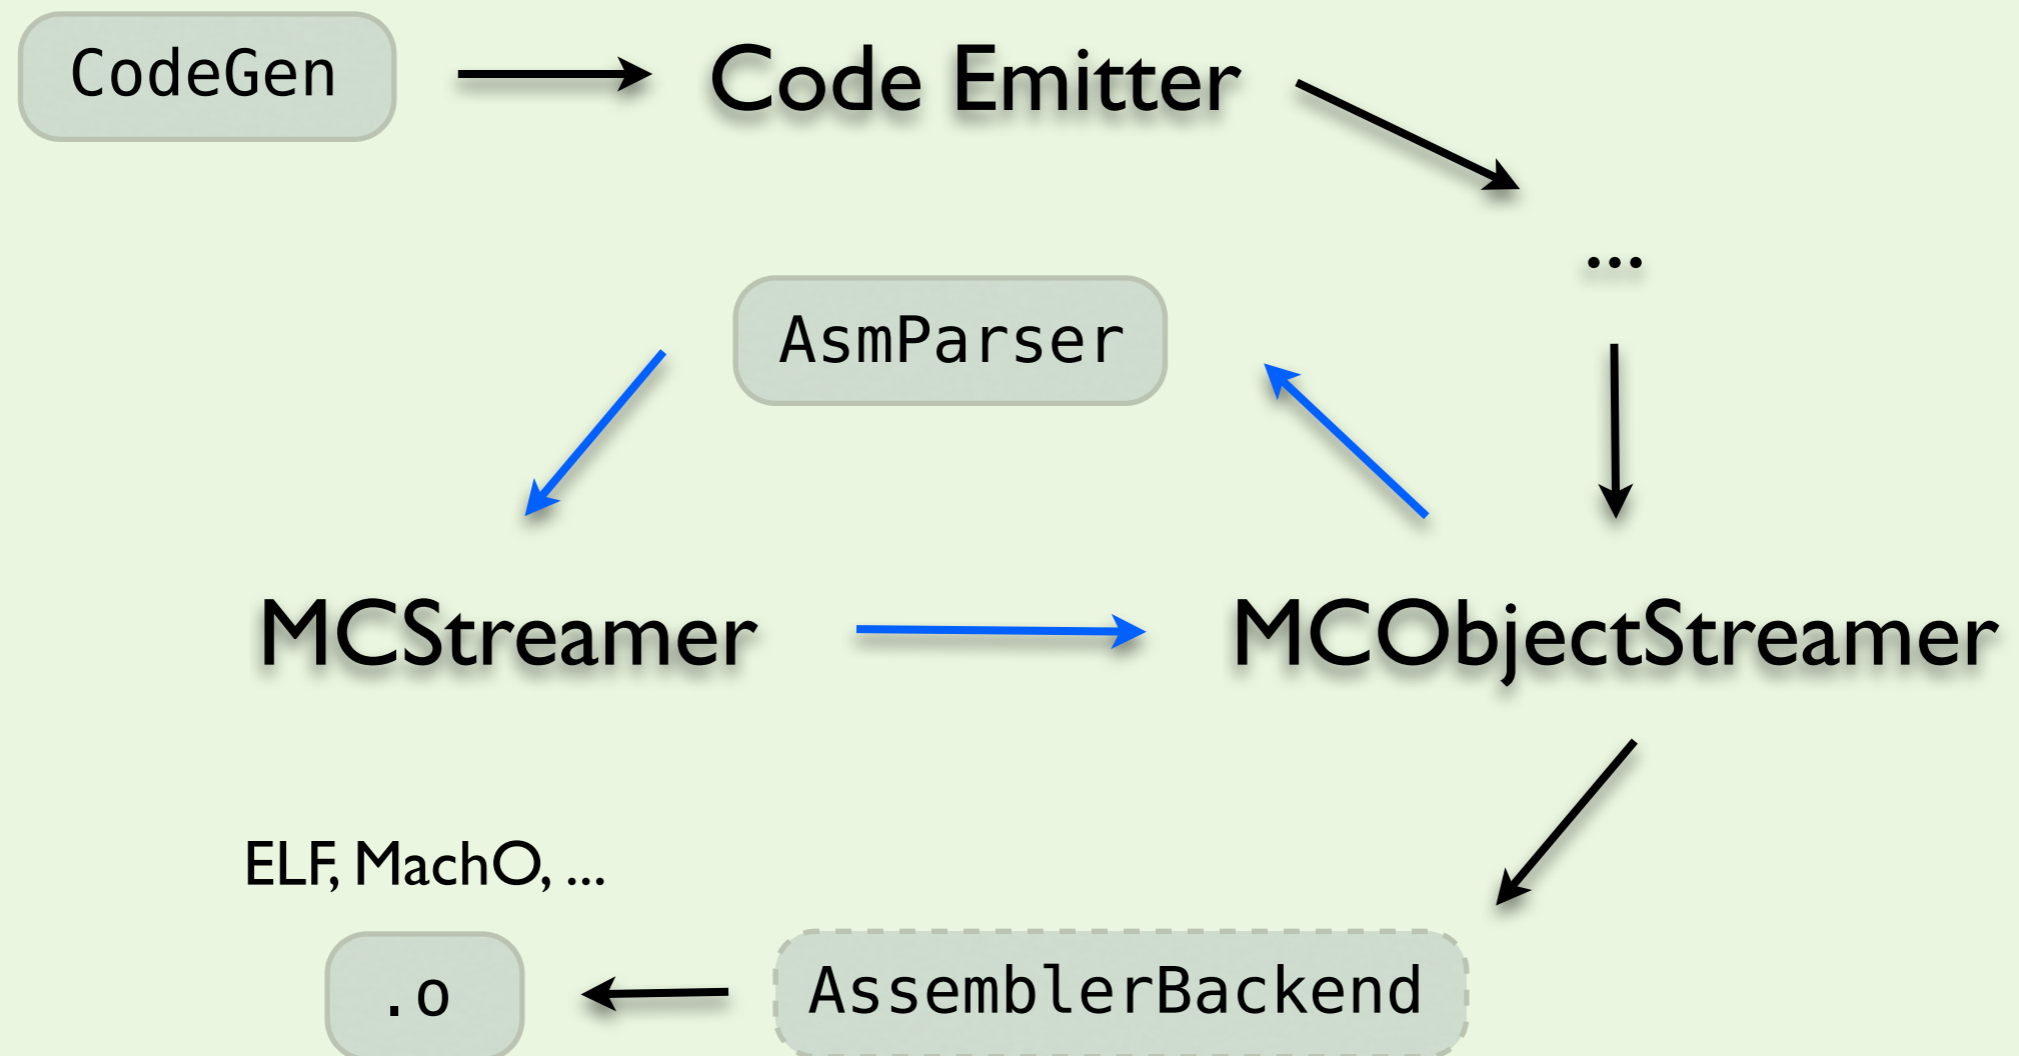 CodeGen
Code Emitter
...
AsmParser
MCStreamer
MCObjectStreamer
ELF, MachO, ...
.o
AssemblerBackend